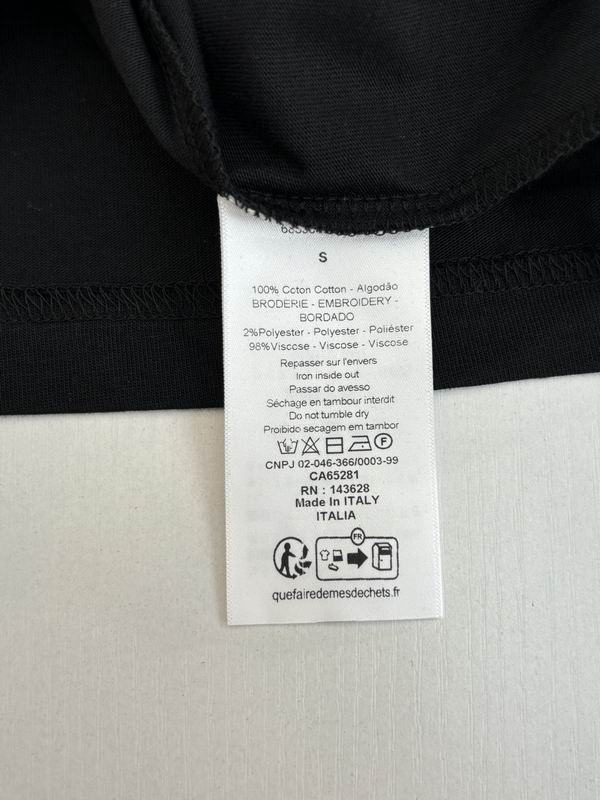 S
100% Ccton Cotton - Algodão
BRODERIE - EMBROIDERY -
BORDADO
2%Polyester - Polyester - Poliéster
98%Viscose - Viscose - Viscose
Repasser sur l'envers
Iron inside out
Passar do avesso
Séchage en tambour interdit
Do not tumble dry
Proibido secagem em tambor
F
CNPJ 02-046-366/0003-99
CA65281
RN : 143628
Made In ITALY
ITALIA
FR
quefairedemesdechets.fr